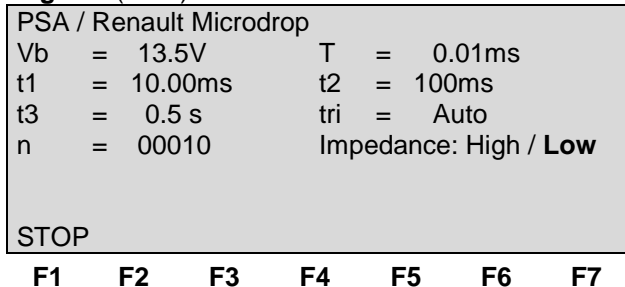 PSA / Renault Microdrop
Vb = 13.5V T = 0.01ms
t1 = 10.00ms t2 = 100ms
t3 = 0.5 s tri = Auto
n = 00010 Impedance: High / Low
STOP
F1 F2 F3 F4 F5 F6 F7